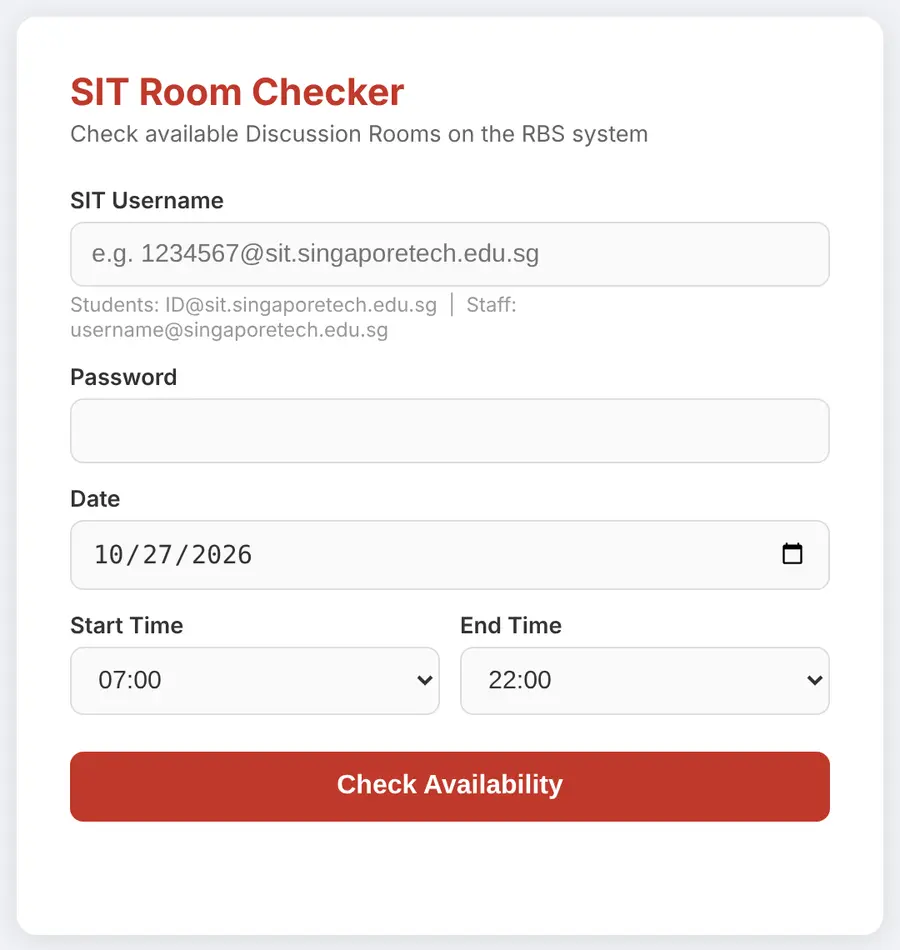 SIT Room Checker
Check available Discussion Rooms on the RBS system
SIT Username
e.g. 1234567@sit.singaporetech.edu.sg
Students: ID@sit.singaporetech.edu.sg | Staff:
username@singaporetech.edu.sg
Password
Date
10/27/2026
Start Time End Time
07:00 22:00
Check Availability